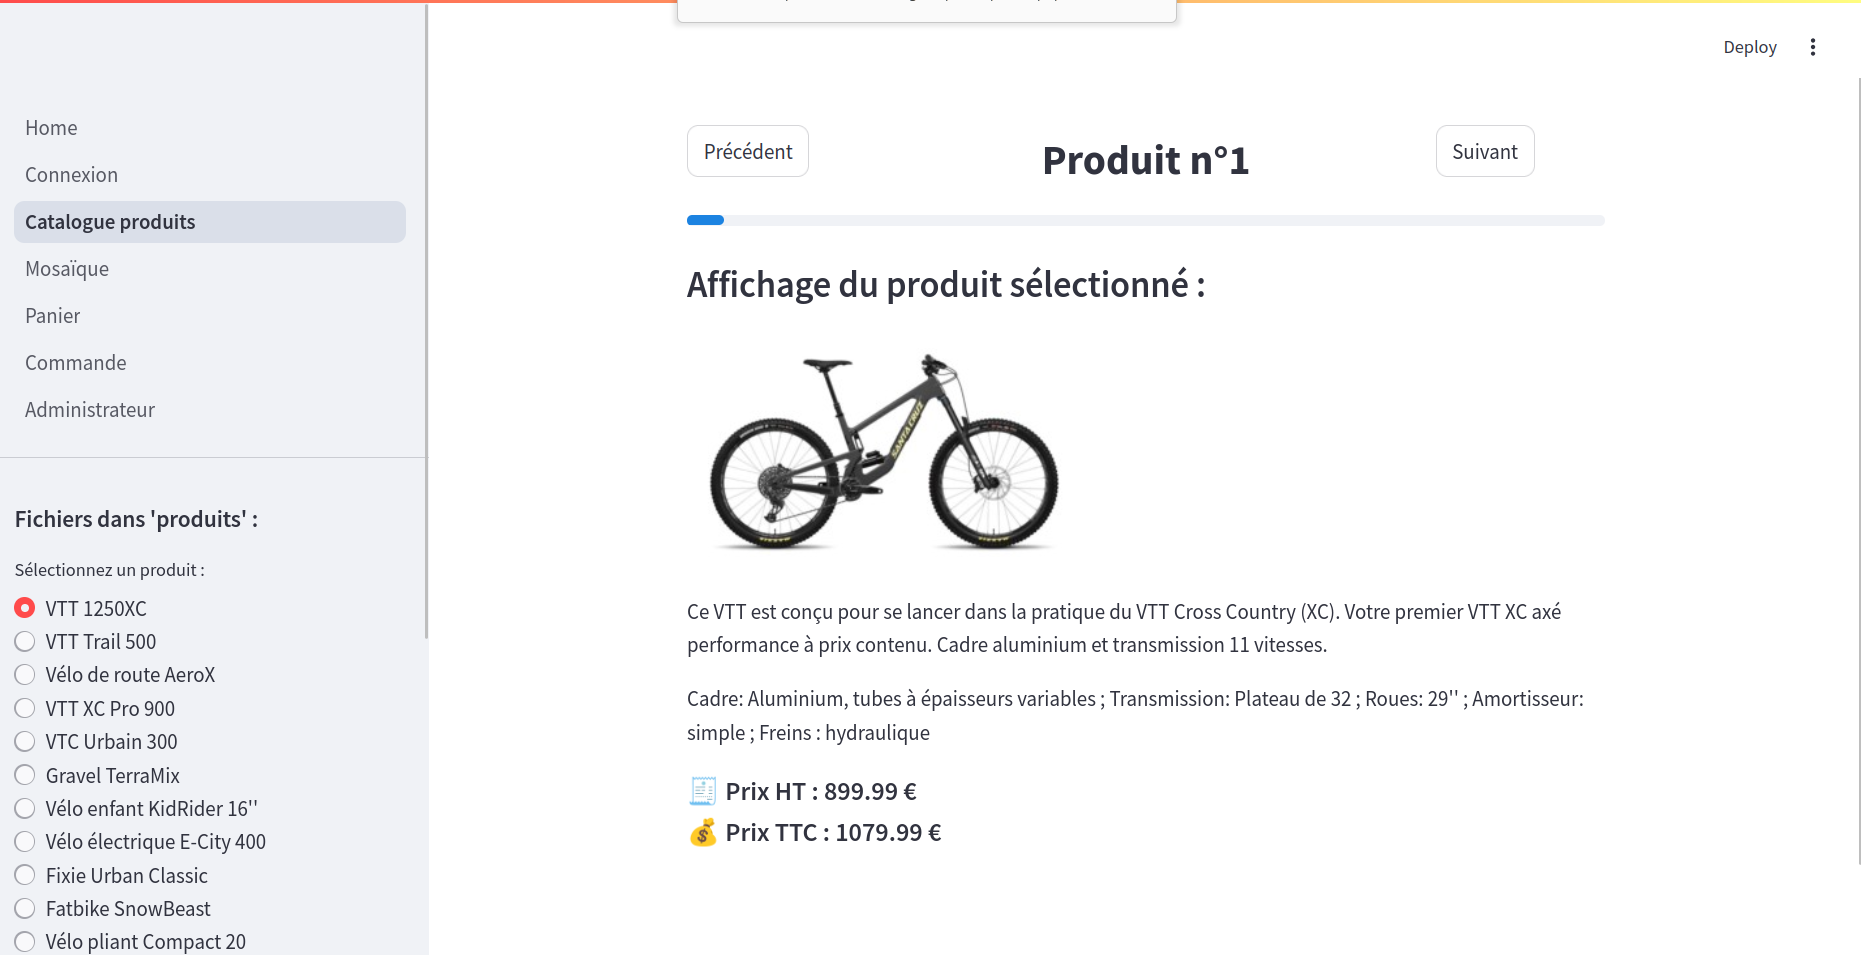 Deploy
Home
Connexion
Catalogue produits
Mosaïque
Panier
Commande
Administrateur
Fichiers dans 'produits' :
Sélectionnez un produit :
VTT 1250XC
VTT Trail 500
Vélo de route AeroX
VTT XC Pro 900
VTC Urbain 300
Gravel TerraMix
Vélo enfant KidRider 16''
Vélo électrique E-City 400
Fixie Urban Classic
Fatbike SnowBeast
Vélo pliant Compact 20
Précédent
Produit n°1
Suivant
Affichage du produit sélectionné :
SANTA CRUZ
Ce VTT est conçu pour se lancer dans la pratique du VTT Cross Country (XC). Votre premier VTT XC axé
performance à prix contenu. Cadre aluminium et transmission 11 vitesses.
Cadre: Aluminium, tubes à épaisseurs variables ; Transmission: Plateau de 32 ; Roues: 29'' ; Amortisseur:
simple ; Freins : hydraulique
Prix HT : 899.99 €
Prix TTC : 1079.99 €